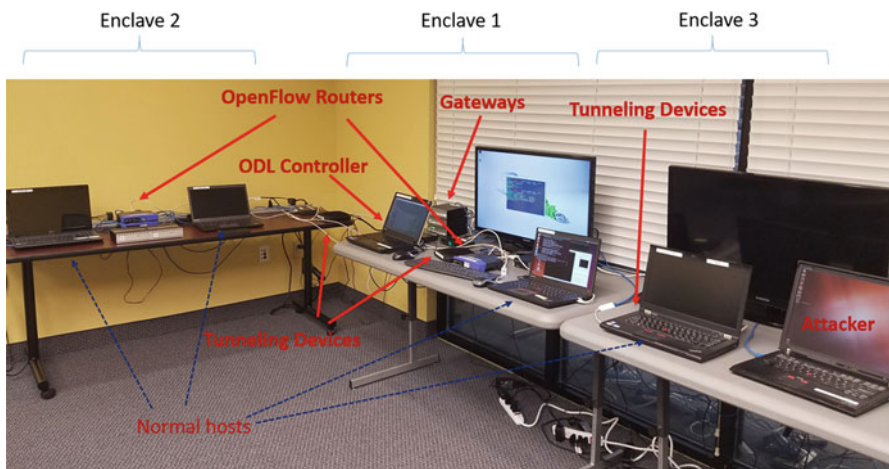 Enclave 2
Enclave 1
Enclave 3
OpenFlow Routers
Gateways
Tunneling Devices
ODL Controller
Tunneling Devices
Attacker
Normal hosts